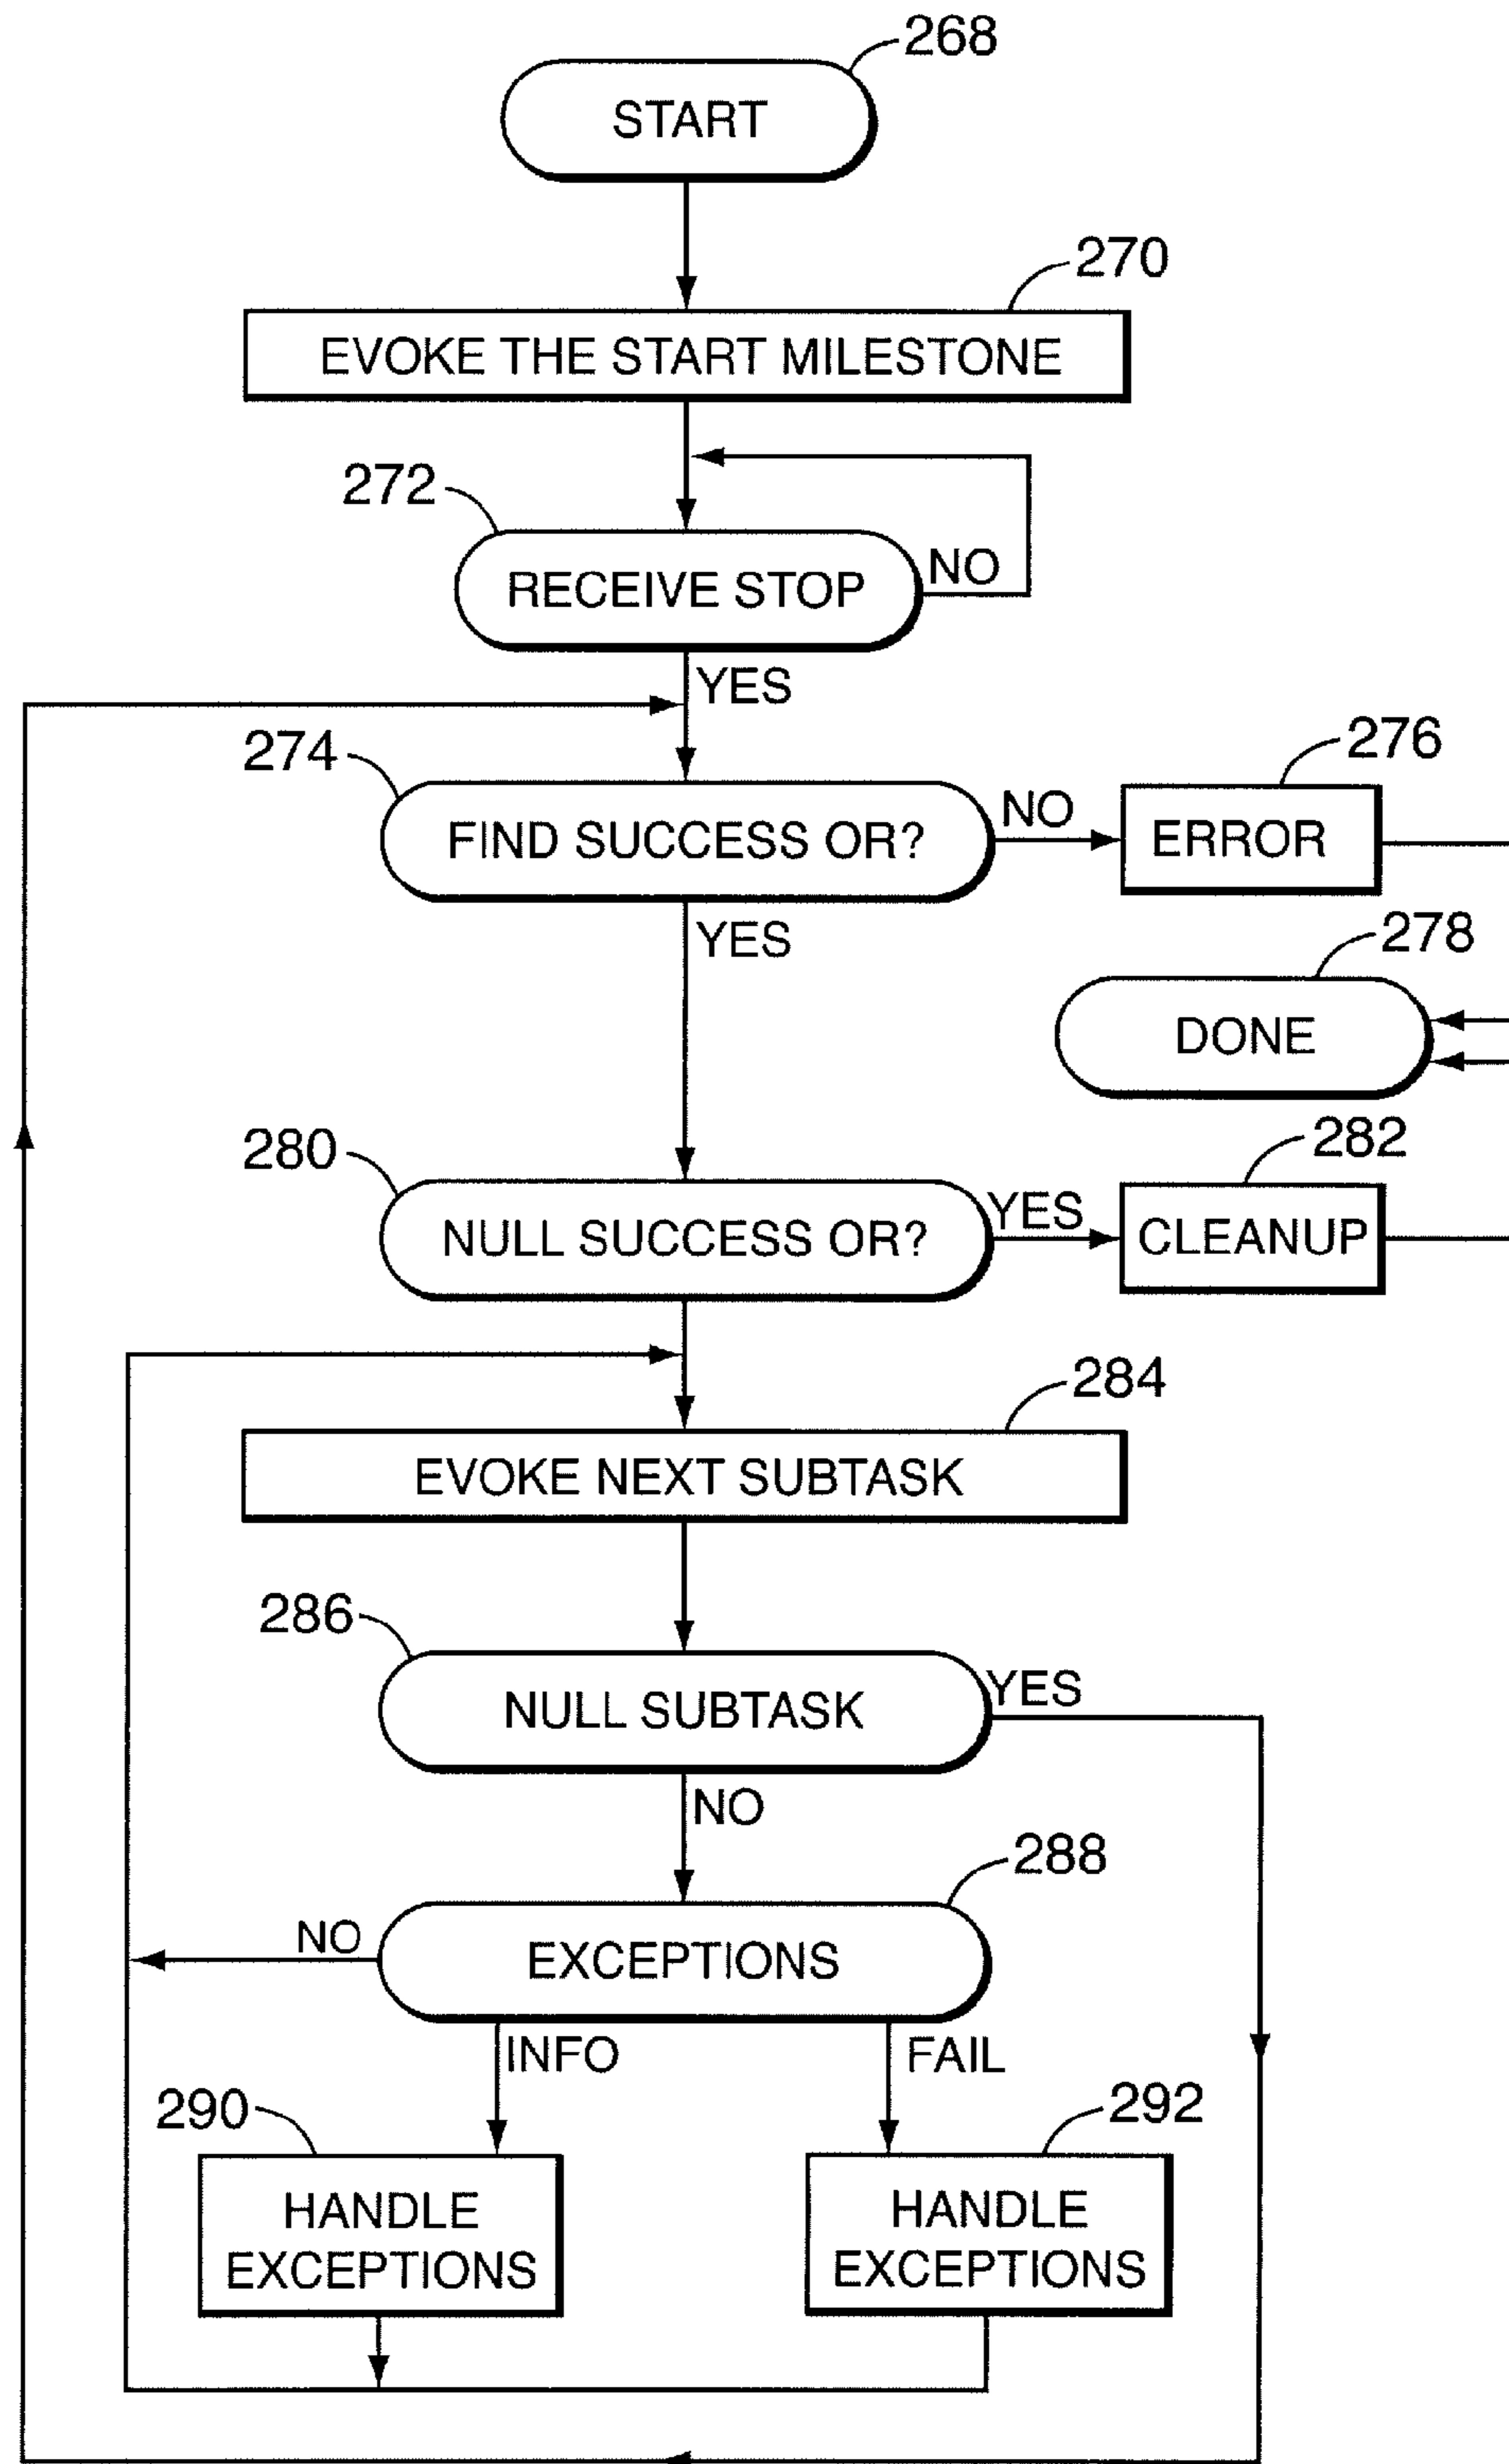 268
START
270
EVOKE THE START MILESTONE
272
RECEIVE STOP
NO
YES
274
FIND SUCCESS OR?
NO
276
ERROR
YES
278
DONE
280
NULL SUCCESS OR?
YES
282
CLEANUP
284
EVOKE NEXT SUBTASK
286
NULL SUBTASK
YES
NO
288
NO
EXCEPTIONS
INFO
FAIL
290
HANDLE
EXCEPTIONS
292
HANDLE
EXCEPTIONS